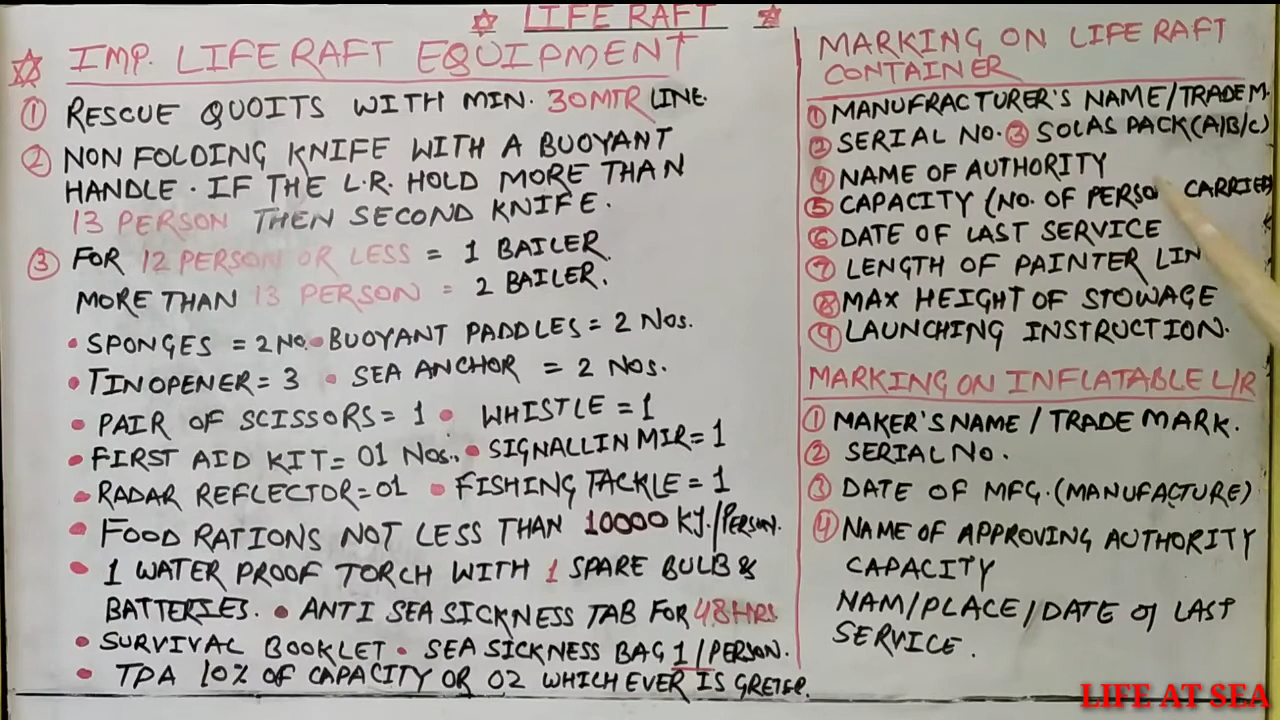 LIFE RAFT
IMP. LIFE RAFT EQUIPMENT
① RESCUE QUOITS WITH MIN. 30MTR LINE.
② NON FOLDING KNIFE WITH A BUOYANT
HANDLE. IF THE L.R. HOLD MORE THAN
13 PERSON THEN SECOND KNIFE.
③ FOR 12 PERSON OR LESS = 1 BAILER.
MORE THAN 13 PERSON = 2 BAILER.
• SPONGES = 2 NO. • BUOYANT PADDLES = 2 NOS.
• TIN OPENER = 3 • SEA ANCHOR = 2 NOS.
• PAIR OF SCISSORS = 1 • WHISTLE = 1
• FIRST AID KIT = 01 NOS. • SIGNALLIN MIR = 1
• RADAR REFLECTOR = 01 • FISHING TACKLE = 1
• FOOD RATIONS NOT LESS THAN 10000 KJ./PERSON.
• 1 WATER PROOF TORCH WITH 1 SPARE BULB &
BATTERIES. • ANTI SEA SICKNESS TAB FOR 48HRS
• SURVIVAL BOOKLET • SEA SICKNESS BAG 1/PERSON.
• TPA 10% OF CAPACITY OR 02 WHICH EVER IS GRETER.
MARKING ON LIFE RAFT
CONTAINER
① MANUFRACTURER'S NAME/TRADE M.
② SERIAL NO. ③ SOLAS PACK (A/B/C)
④ NAME OF AUTHORITY
⑤ CAPACITY (NO. OF PERSO CARRIED
⑥ DATE OF LAST SERVICE
⑦ LENGTH OF PAINTER LIN
⑧ MAX HEIGHT OF STOWAGE
⑨ LAUNCHING INSTRUCTION.
MARKING ON INFLATABLE L/R
① MAKER'S NAME / TRADE MARK.
② SERIAL NO.
③ DATE OF MFG. (MANUFACTURE)
④ NAME OF APPROVING AUTHORITY
CAPACITY
NAM/PLACE/DATE OF LAST
SERVICE.
LIFE AT SEA